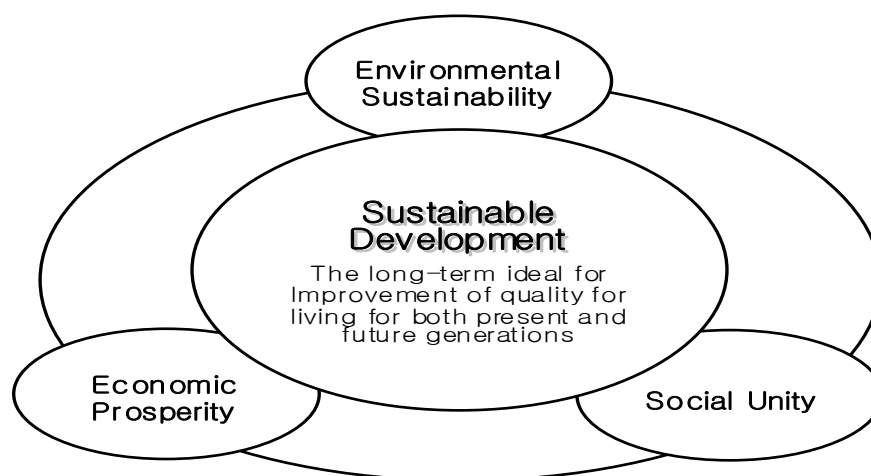 Environmental
Sustainability
Sustainable
Development
The long-term ideal for
Improvement of quality for
living for both present and
future generations
Economic
Prosperity
Social Unity